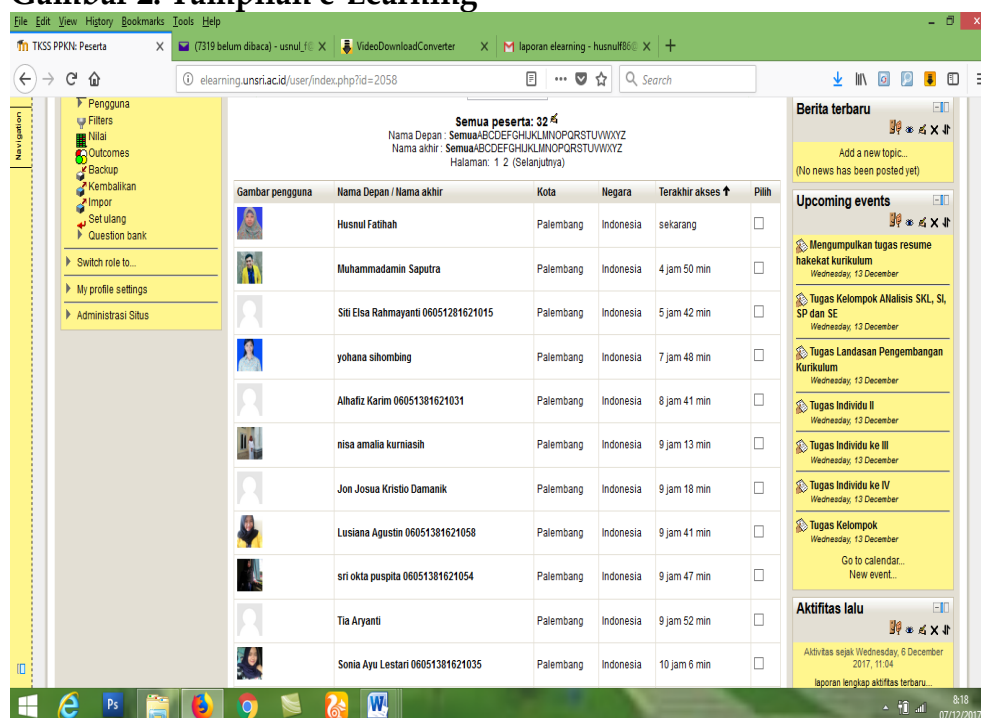 Gambar 2. Tampilan e-Learning
File Edit View History Bookmarks Tools Help
TKSS PPKN: Peserta
(7319 belum dibaca) - usnul_f
VideoDownloadConverter
laporan elearning - husnulf86
elearning.unsri.ac.id/user/index.php?id=2058
Search
Navigation
Pengguna
Filters
Nilai
Outcomes
Backup
Kembalikan
Impor
Set ulang
Question bank
Switch role to...
My profile settings
Administrasi Situs
Semua peserta: 32
Nama Depan : SemuaABCDEFGHIJKLMNOPQRSTUVWXYZ
Nama akhir : SemuaABCDEFGHIJKLMNOPQRSTUVWXYZ
Halaman: 1 2 (Selanjutnya)
Gambar pengguna Nama Depan / Nama akhir Kota Negara Terakhir akses ↑ Pilih
Husnul Fatihah Palembang Indonesia sekarang
Muhammadamin Saputra Palembang Indonesia 4 jam 50 min
Siti Elsa Rahmayanti 06051281621015 Palembang Indonesia 5 jam 42 min
yohana sihombing Palembang Indonesia 7 jam 48 min
Alhafiz Karim 06051381621031 Palembang Indonesia 8 jam 41 min
nisa amalia kurniasih Palembang Indonesia 9 jam 13 min
Jon Josua Kristio Damanik Palembang Indonesia 9 jam 18 min
Lusiana Agustin 06051381621058 Palembang Indonesia 9 jam 41 min
sri okta puspita 06051381621054 Palembang Indonesia 9 jam 47 min
Tia Aryanti Palembang Indonesia 9 jam 52 min
Sonia Ayu Lestari 06051381621035 Palembang Indonesia 10 jam 6 min
Berita terbaru
Add a new topic...
(No news has been posted yet)
Upcoming events
Mengumpulkan tugas resume
hakekat kurikulum
Wednesday, 13 December
Tugas Kelompok ANalisis SKL, SI,
SP dan SE
Wednesday, 13 December
Tugas Landasan Pengembangan
Kurikulum
Wednesday, 13 December
Tugas Individu II
Wednesday, 13 December
Tugas Individu ke III
Wednesday, 13 December
Tugas Individu ke IV
Wednesday, 13 December
Tugas Kelompok
Wednesday, 13 December
Go to calendar...
New event...
Aktifitas lalu
Aktivitas sejak Wednesday, 6 December
2017, 11:04
laporan lengkap aktifitas terbaru...
Ps
8:18
07/12/2017